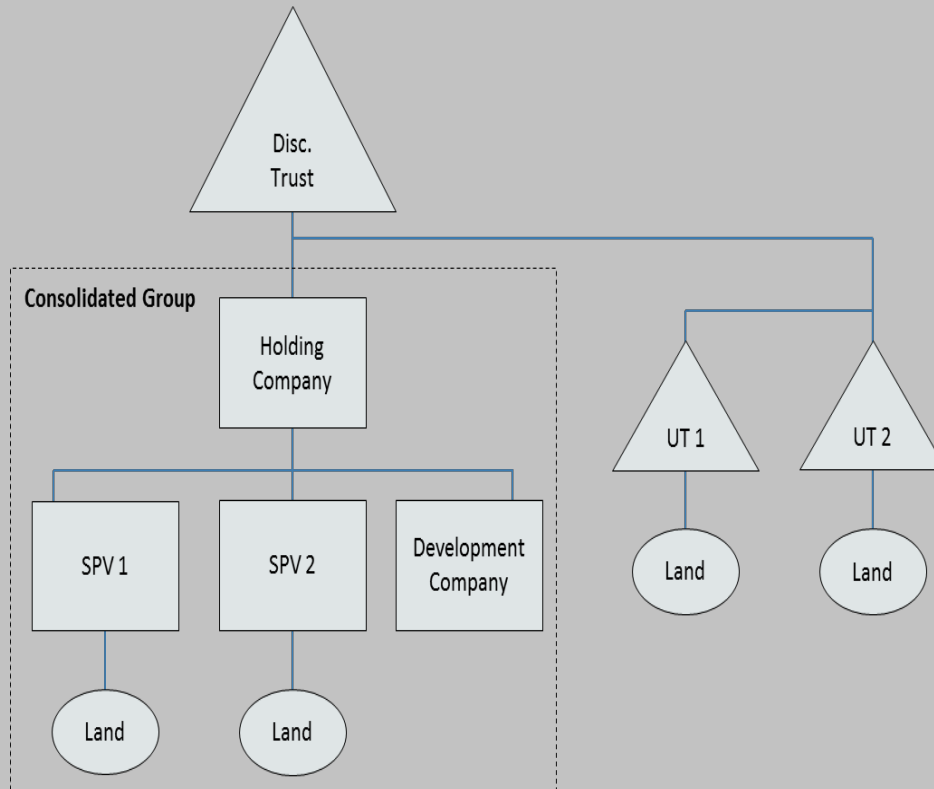 Disc.
Trust
Consolidated Group
Holding
Company
UT 1
UT 2
SPV 1
SPV 2
Development
Company
Land
Land
Land
Land